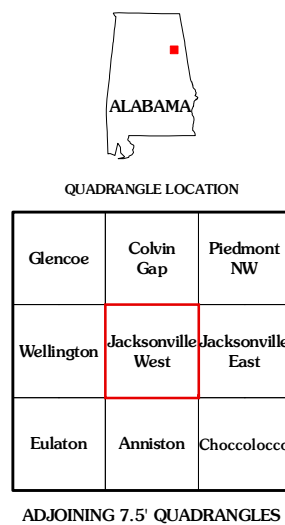 ALABAMA
QUADRANGLE LOCATION
Glencoe Colvin Gap Piedmont NW
Wellington Jacksonville West Jacksonville East
Eulaton Anniston Choccolocco
ADJOINING 7.5' QUADRANGLES